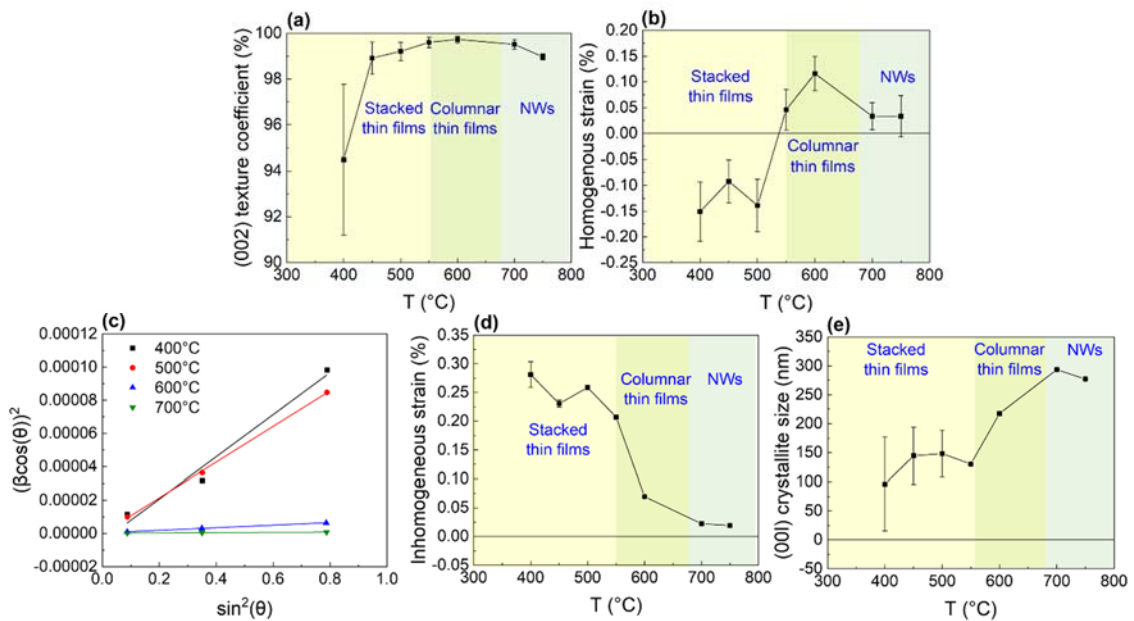 (a)
(002) texture coefficient (%)
100
98
96
94
92
90
Stacked
thin films
Columnar
thin films
NWs
300 400 500 600 700 800
T (°C)
(b)
Homogenous strain (%)
0.20
0.15
0.10
0.05
0.00
-0.05
-0.10
-0.15
-0.20
-0.25
Stacked
thin films
NWs
Columnar
thin films
300 400 500 600 700 800
T (°C)
(c)
(βcos(θ))²
0.00012
0.00010
0.00008
0.00006
0.00004
0.00002
0.00000
-0.00002
400°C
500°C
600°C
700°C
0.0 0.2 0.4 0.6 0.8 1.0
sin²(θ)
(d)
Inhomogeneous strain (%)
0.35
0.30
0.25
0.20
0.15
0.10
0.05
0.00
-0.05
Columnar
thin films
NWs
Stacked
thin films
300 400 500 600 700 800
T (°C)
(e)
(00l) crystallite size (nm)
350
300
250
200
150
100
50
0
-50
Stacked
thin films
Columnar
thin films
NWs
300 400 500 600 700 800
T (°C)